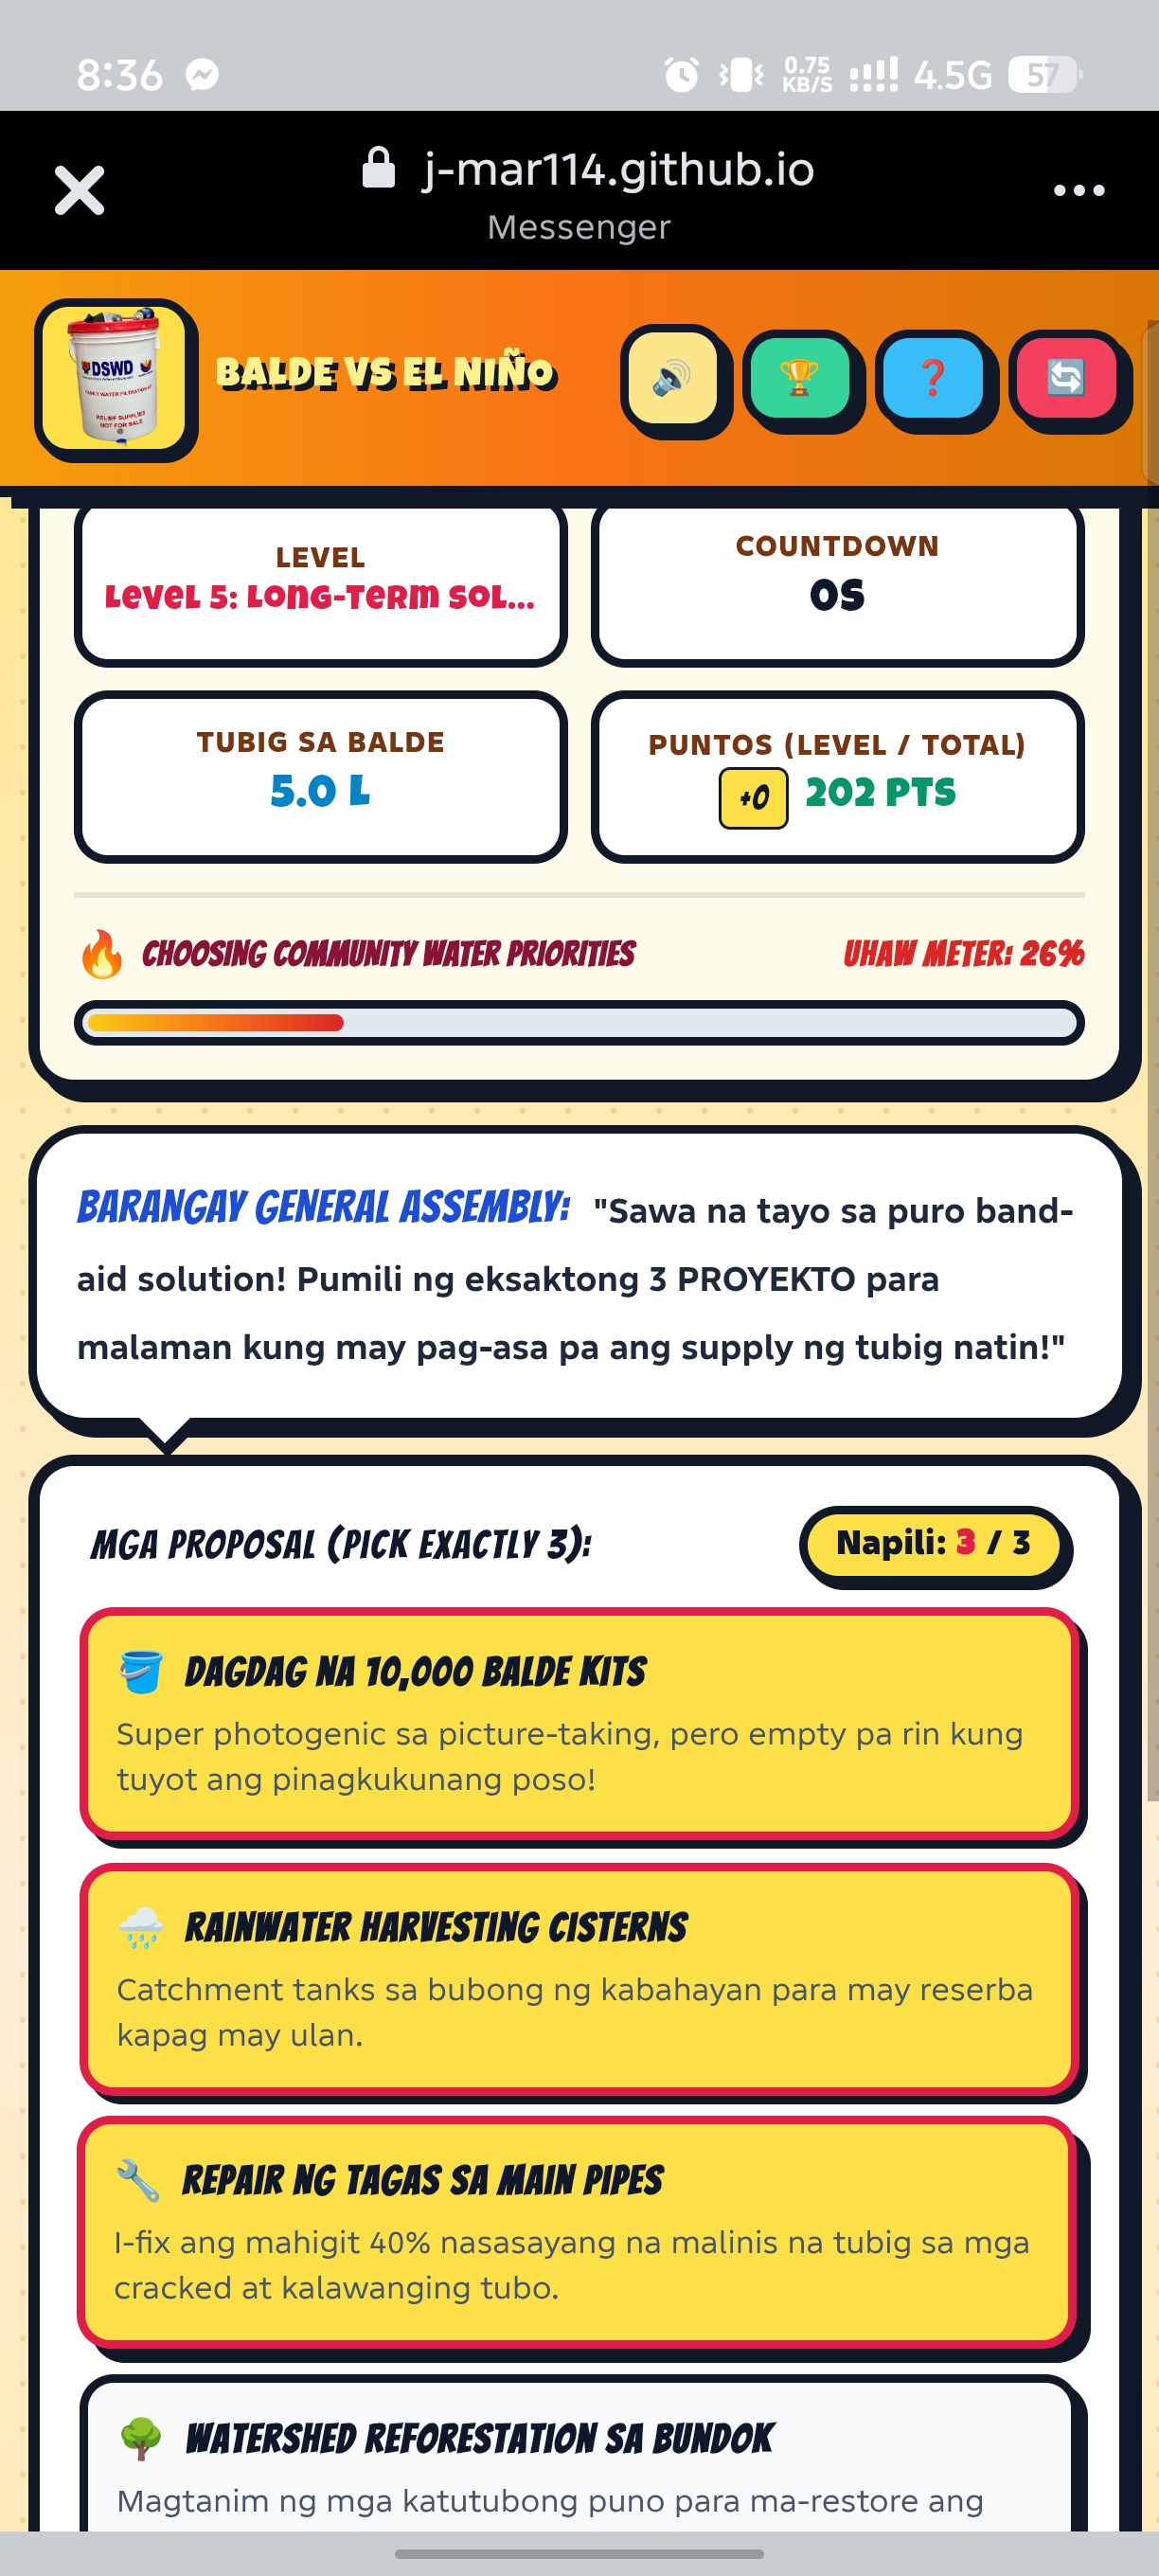 8:36
0.75
KB/S
4.5G
57
j-mar114.github.io
Messenger
DSWD
FAMILY WATER FILTRATION KIT
RELIEF SUPPLIES
NOT FOR SALE
BALDE VS EL NIÑO
LEVEL
Level 5: Long-Term Sol...
COUNTDOWN
0S
TUBIG SA BALDE
5.0 L
PUNTOS (LEVEL / TOTAL)
+0 202 PTS
CHOOSING COMMUNITY WATER PRIORITIES
UHAW METER: 26%
BARANGAY GENERAL ASSEMBLY: "Sawa na tayo sa puro band-
aid solution! Pumili ng eksaktong 3 PROYEKTO para
malaman kung may pag-asa pa ang supply ng tubig natin!"
MGA PROPOSAL (PICK EXACTLY 3):
Napili: 3 / 3
DAGDAG NA 10,000 BALDE KITS
Super photogenic sa picture-taking, pero empty pa rin kung
tuyot ang pinagkukunang poso!
RAINWATER HARVESTING CISTERNS
Catchment tanks sa bubong ng kabahayan para may reserba
kapag may ulan.
REPAIR NG TAGAS SA MAIN PIPES
I-fix ang mahigit 40% nasasayang na malinis na tubig sa mga
cracked at kalawanging tubo.
WATERSHED REFORESTATION SA BUNDOK
Magtanim ng mga katutubong puno para ma-restore ang